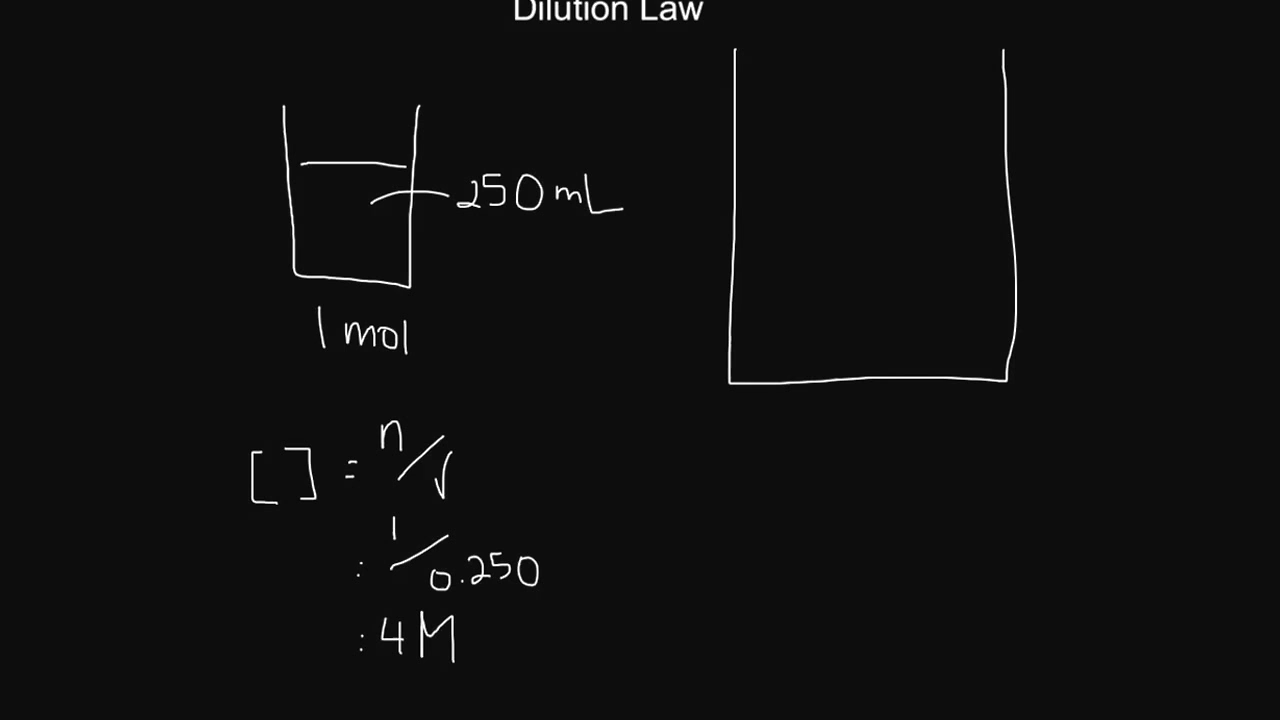 Dilution Law
250 mL
1 mol
[ ] = n/V
: 1/0.250
: 4 M